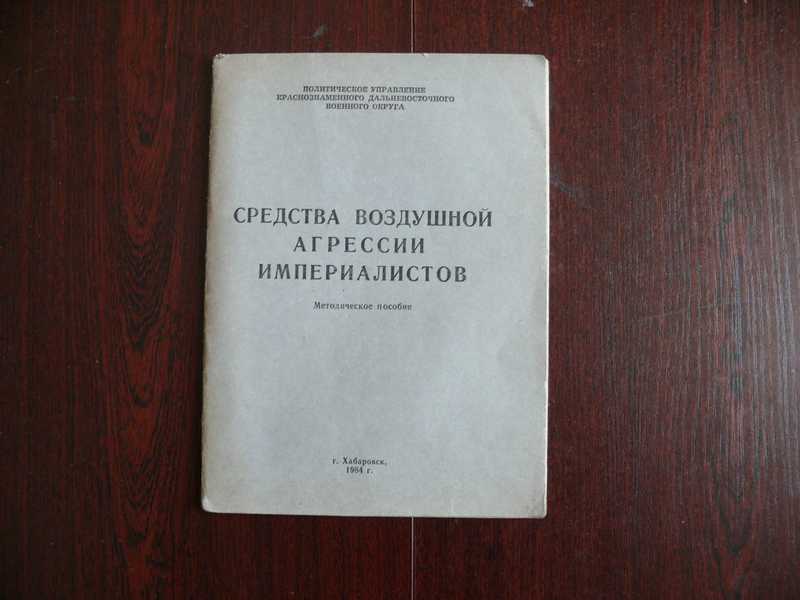 ПОЛИТИЧЕСКОЕ УПРАВЛЕНИЕ
КРАСНОЗНАМЕННОГО ДАЛЬНЕВОСТОЧНОГО
ВОЕННОГО ОКРУГА
СРЕДСТВА ВОЗДУШНОЙ
АГРЕССИИ
ИМПЕРИАЛИСТОВ
Методическое пособие
г. Хабаровск,
1984 г.